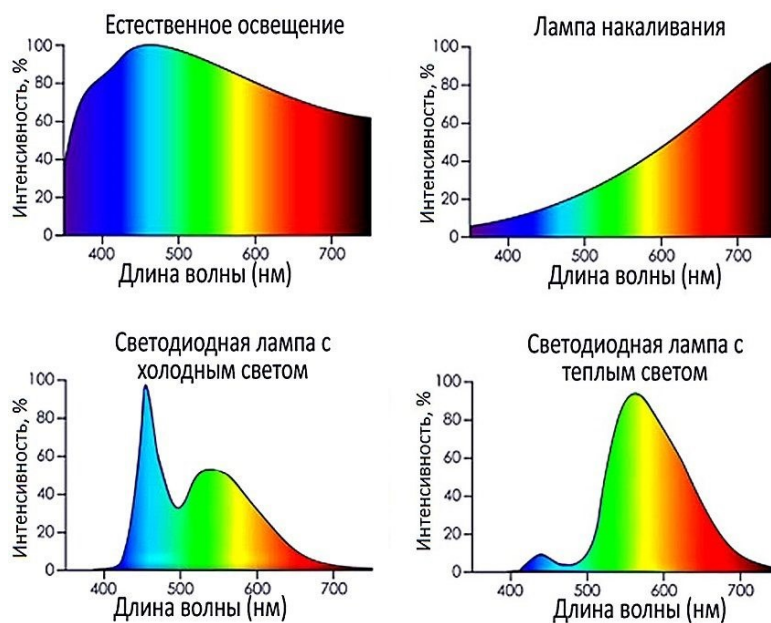 Естественное освещение
Интенсивность, %
100
80
60
40
20
0
400 500 600 700
Длина волны (нм)
Лампа накаливания
Интенсивность, %
100
80
60
40
20
0
400 500 600 700
Длина волны (нм)
Светодиодная лампа с
холодным светом
Интенсивность, %
100
80
60
40
20
0
400 500 600 700
Длина волны (нм)
Светодиодная лампа с
теплым светом
Интенсивность, %
100
80
60
40
20
0
400 500 600 700
Длина волны (нм)